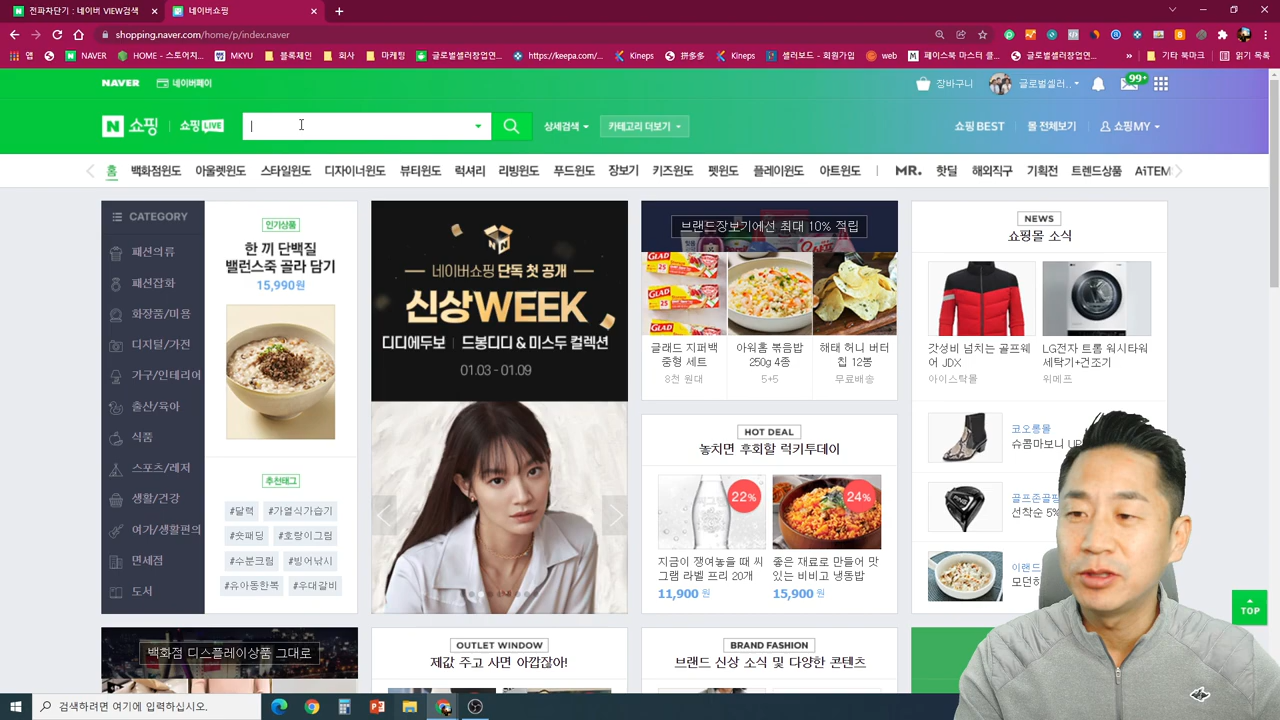 전파차단기 : 네이버 VIEW검색
네이버쇼핑
shopping.naver.com/home/p/index.naver
앱
NAVER
HOME - 스토어지...
MKYU
블록체인
회사
마케팅
글로벌셀러창업연...
https://keepa.com...
Kineps
拼多多
Kineps
셀러보드 - 회원가입
web
페이스북 마스터 클...
글로벌셀러창업연...
»
기타 북마크
읽기 목록
NAVER
네이버페이
장바구니
글로벌셀러..
99+
N 쇼핑
쇼핑LIVE
상세검색
카테고리 더보기
쇼핑 BEST
몰 전체보기
쇼핑MY
홈
백화점윈도
아울렛윈도
스타일윈도
디자이너윈도
뷰티윈도
럭셔리
리빙윈도
푸드윈도
장보기
키즈윈도
펫윈도
플레이윈도
아트윈도
MR.
핫딜
해외직구
기획전
트렌드상품
AiTEM
CATEGORY
패션의류
패션잡화
화장품/미용
디지털/가전
가구/인테리어
출산/육아
식품
스포츠/레저
생활/건강
여가/생활편의
면세점
도서
인기상품
한 끼 단백질
밸런스죽 골라 담기
15,990원
추천태그
#달력
#가열식가습기
#숏패딩
#호랑이그림
#수분크림
#빙어낚시
#유아동한복
#우대갈비
네이버쇼핑 단독 첫 공개
신상WEEK
디디에두보 | 드봉디디 & 미스두 컬렉션
01.03 - 01.09
브랜드장보기에선 최대 10% 적립
GLAD
GLAD
GLAD
글래드 지퍼백
중형 세트
8천 원대
아워홈 볶음밥
250g 4종
5+5
해태 허니 버터
칩 12봉
무료배송
HOT DEAL
놓치면 후회할 럭키투데이
22%
24%
지금이 쟁여놓을 때 씨
그램 라벨 프리 20개
11,900 원
좋은 재료로 만들어 맛
있는 비비고 냉동밥
15,900 원
NEWS
쇼핑몰 소식
갓성비 넘치는 골프웨
어 JDX
아이스탁몰
LG전자 트롬 워시타워
세탁기+건조기
위메프
코오롱몰
슈콤마보니 UP
골프존골핑
선착순 5%
이랜드
모던하
TOP
백화점 디스플레이상품 그대로
OUTLET WINDOW
제값 주고 사면 아깝잖아!
BRAND FASHION
브랜드 신상 소식 및 다양한 콘텐츠
검색하려면 여기에 입력하십시오.